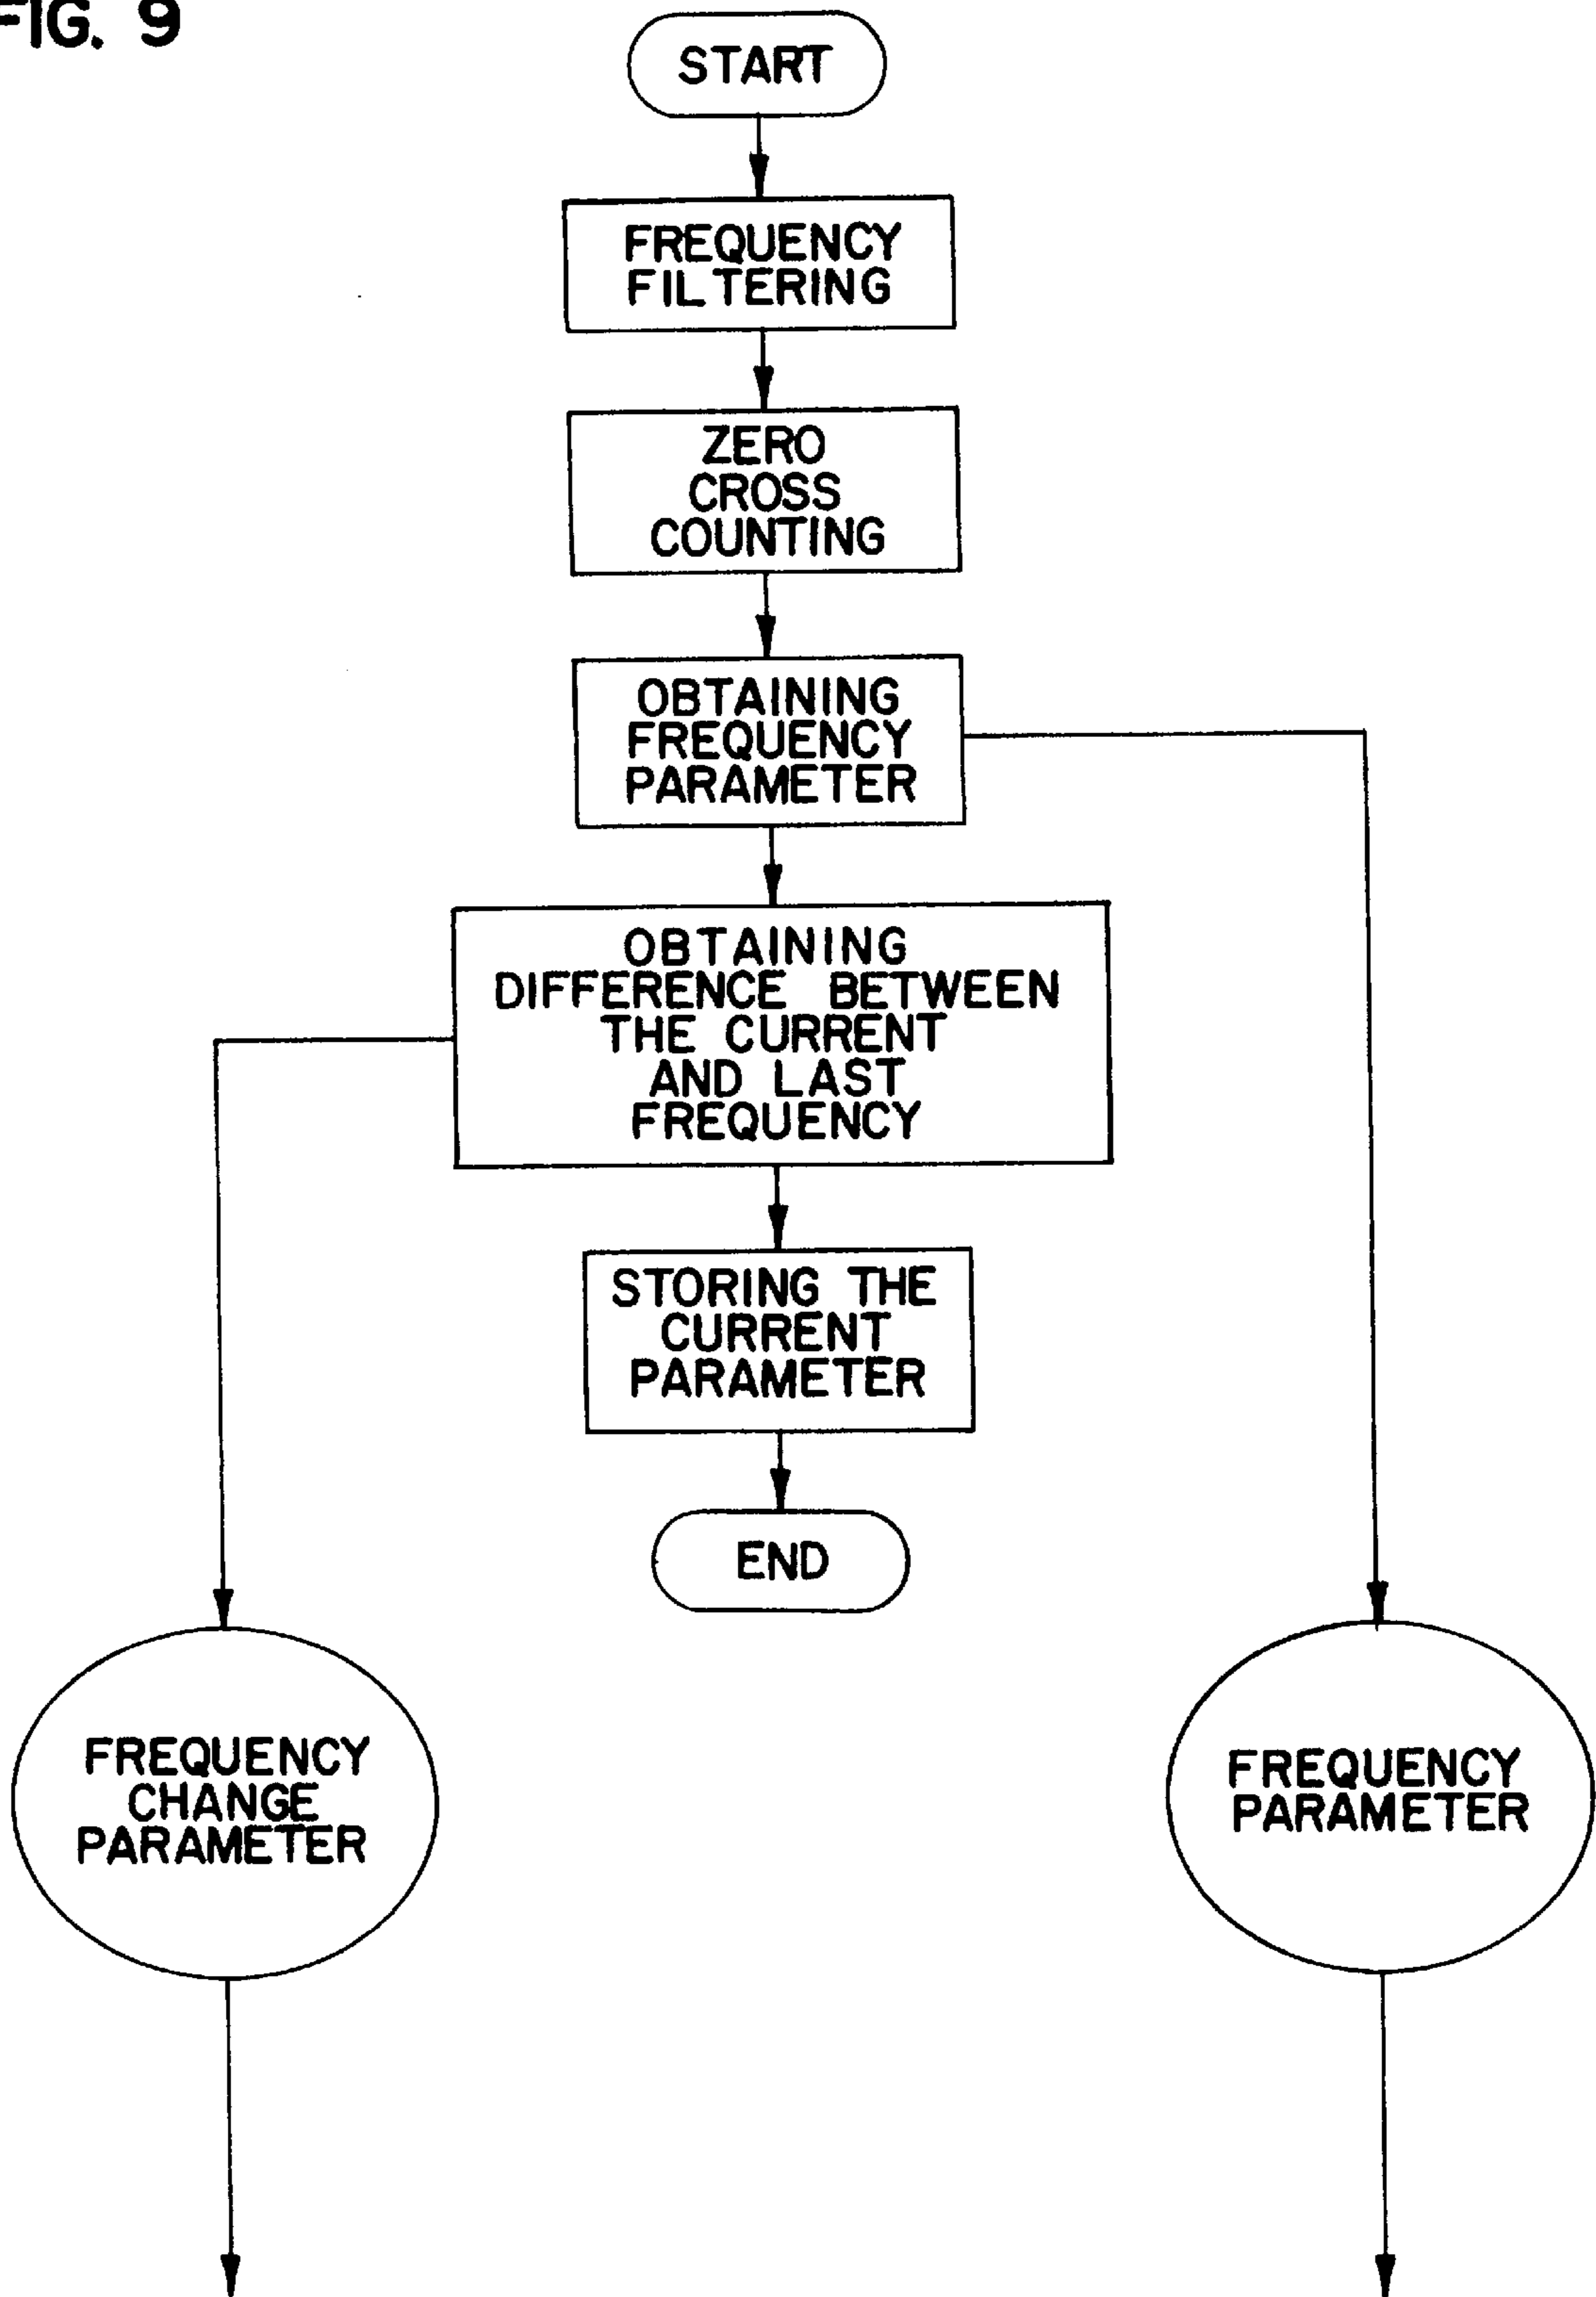 FIG. 9
START
FREQUENCY
FILTERING
ZERO
CROSS
COUNTING
OBTAINING
FREQUENCY
PARAMETER
OBTAINING
DIFFERENCE BETWEEN
THE CURRENT
AND LAST
FREQUENCY
STORING THE
CURRENT
PARAMETER
END
FREQUENCY
CHANGE
PARAMETER
FREQUENCY
PARAMETER